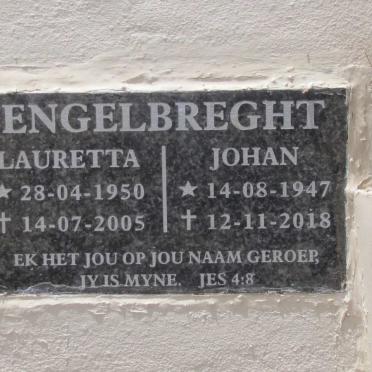 ENGELBREGHT
LAURETTA JOHAN
★ 28-04-1950 ★ 14-08-1947
† 14-07-2005 † 12-11-2018
EK HET JOU OP JOU NAAM GEROEP,
JY IS MYNE. JES 4:8